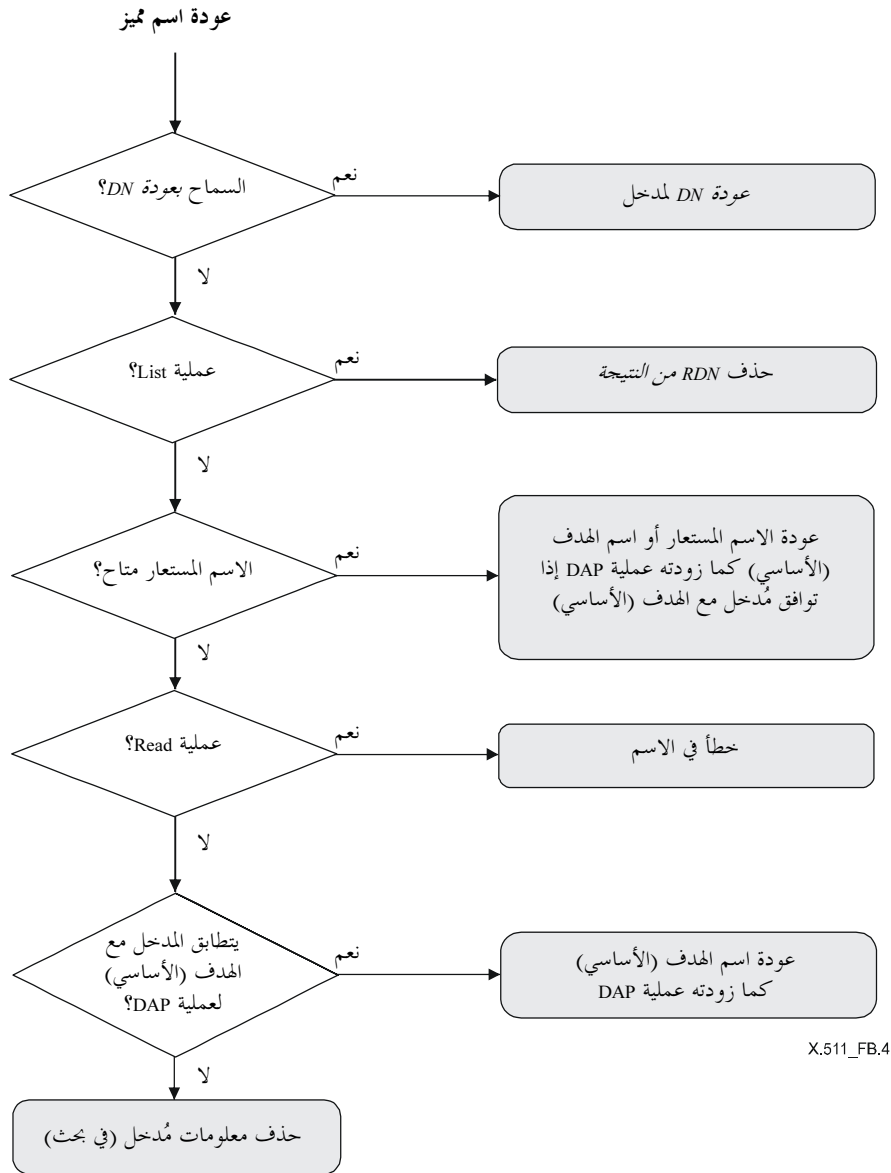 عودة اسم مميز
السماح بعودة DN؟
نعم
عودة DN لمدخل
لا
عملية List؟
نعم
حذف RDN من النتيجة
لا
الاسم المستعار متاح؟
نعم
عودة الاسم المستعار أو اسم الهدف
(الأساسي) كما زودته عملية DAP إذا
توافق مُدخل مع الهدف (الأساسي)
لا
عملية Read؟
نعم
خطأ في الاسم
لا
يتطابق المدخل مع
الهدف (الأساسي)
لعملية DAP؟
نعم
عودة اسم الهدف (الأساسي)
كما زودته عملية DAP
X.511_FB.4
لا
حذف معلومات مُدخل (في بحث)